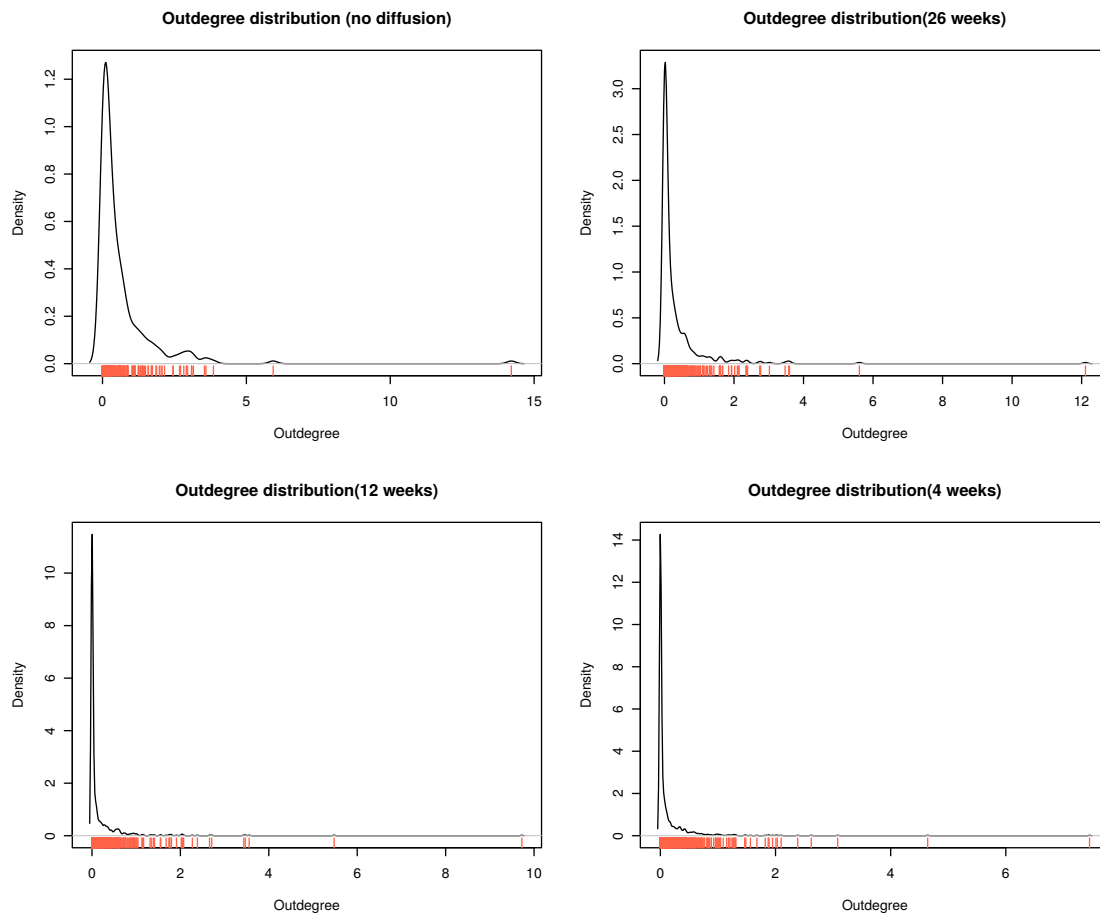 Outdegree distribution (no diffusion)
Density
0.0 0.2 0.4 0.6 0.8 1.0 1.2
0 5 10 15
Outdegree
Outdegree distribution(26 weeks)
Density
0.0 0.5 1.0 1.5 2.0 2.5 3.0
0 2 4 6 8 10 12
Outdegree
Outdegree distribution(12 weeks)
Density
0 2 4 6 8 10
0 2 4 6 8 10
Outdegree
Outdegree distribution(4 weeks)
Density
0 2 4 6 8 10 12 14
0 2 4 6
Outdegree